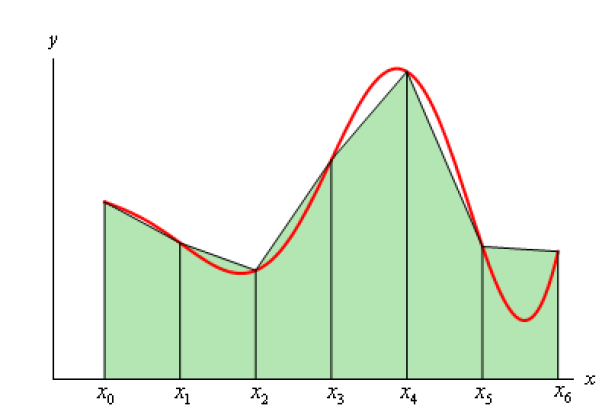 y
x
x₀ x₁ x₂ x₃ x₄ x₅ x₆